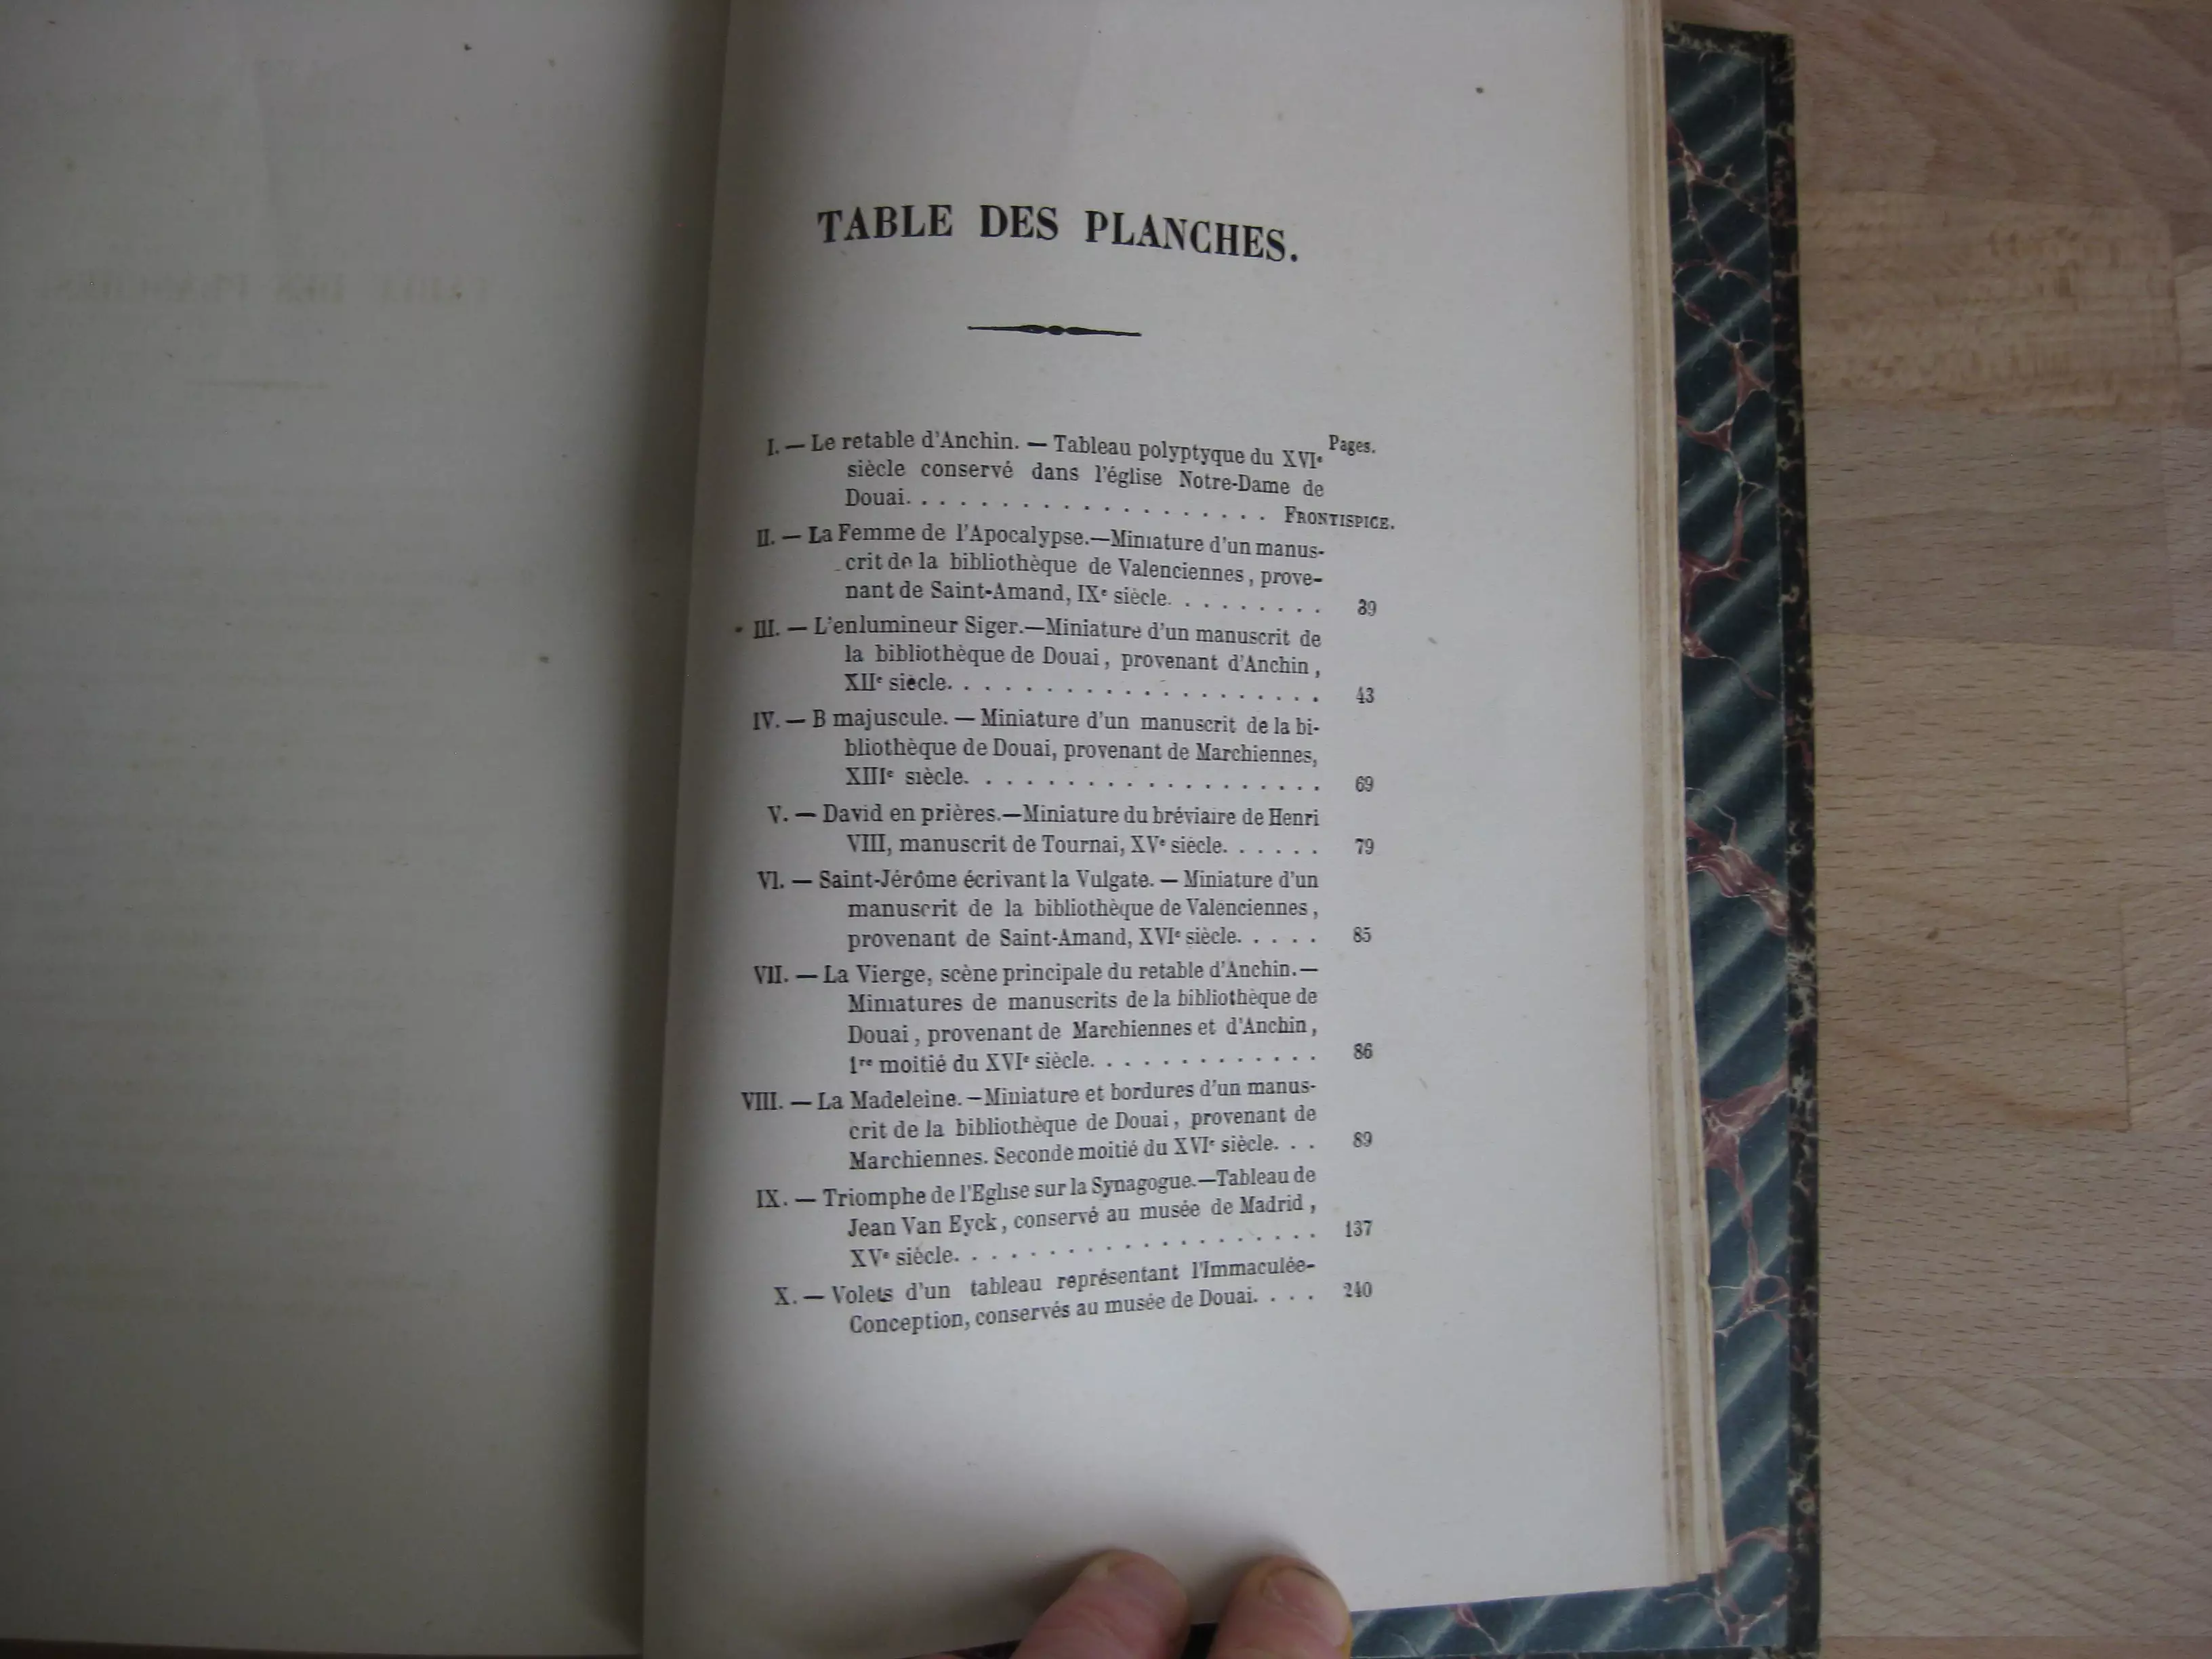 TABLE DES PLANCHES.
Pages.
I. — Le retable d'Anchin. — Tableau polyptyque du XVIe
siècle conservé dans l'église Notre-Dame de
Douai. . . . . . . . . . . . . . . . . . FRONTISPICE.
II. — La Femme de l'Apocalypse.—Miniature d'un manus-
crit de la bibliothèque de Valenciennes, prove-
nant de Saint-Amand, IXe siècle. . . . . . . . 39
III. — L'enlumineur Siger.—Miniature d'un manuscrit de
la bibliothèque de Douai, provenant d'Anchin,
XIIe siècle. . . . . . . . . . . . . . . . . . . 43
IV. — B majuscule. — Miniature d'un manuscrit de la bi-
bliothèque de Douai, provenant de Marchiennes,
XIIIe siècle. . . . . . . . . . . . . . . . . . 69
V. — David en prières.—Miniature du bréviaire de Henri
VIII, manuscrit de Tournai, XVe siècle. . . . . . 79
VI. — Saint-Jérôme écrivant la Vulgate. — Miniature d'un
manuscrit de la bibliothèque de Valenciennes,
provenant de Saint-Amand, XVIe siècle. . . . . 85
VII. — La Vierge, scène principale du retable d'Anchin.—
Miniatures de manuscrits de la bibliothèque de
Douai, provenant de Marchiennes et d'Anchin,
1re moitié du XVIe siècle. . . . . . . . . . . . 86
VIII. — La Madeleine.—Miniature et bordures d'un manus-
crit de la bibliothèque de Douai, provenant de
Marchiennes. Seconde moitié du XVIe siècle. . . 89
IX. — Triomphe de l'Eglise sur la Synagogue.—Tableau de
Jean Van Eyck, conservé au musée de Madrid,
XVe siècle. . . . . . . . . . . . . . . . . . . 137
X. — Volets d'un tableau représentant l'Immaculée-
Conception, conservés au musée de Douai. . . . 240